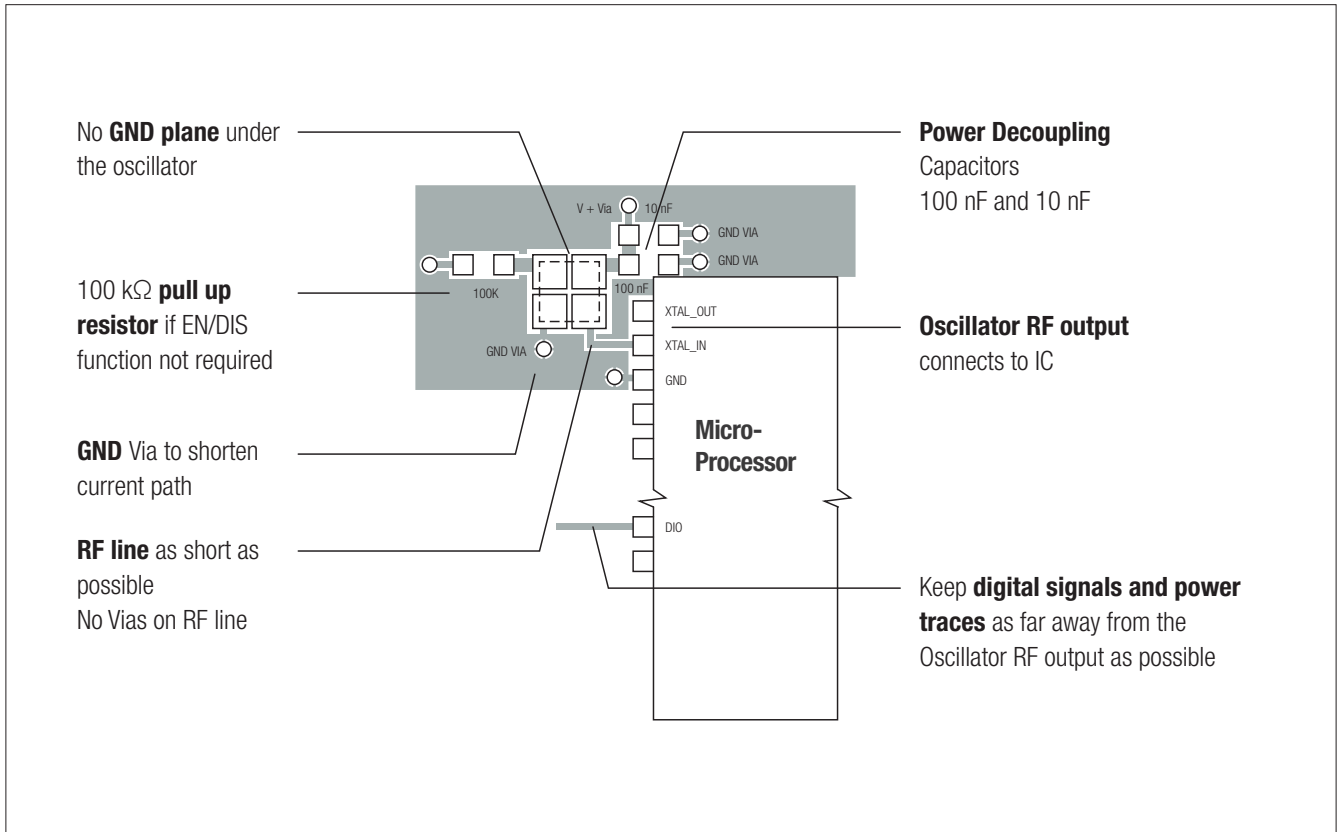 No GND plane under
the oscillator
100 kΩ pull up
resistor if EN/DIS
function not required
GND Via to shorten
current path
RF line as short as
possible
No Vias on RF line
V + Via
10 nF
GND VIA
GND VIA
100K
100 nF
GND VIA
XTAL_OUT
XTAL_IN
GND
Micro-
Processor
DIO
Power Decoupling
Capacitors
100 nF and 10 nF
Oscillator RF output
connects to IC
Keep digital signals and power
traces as far away from the
Oscillator RF output as possible